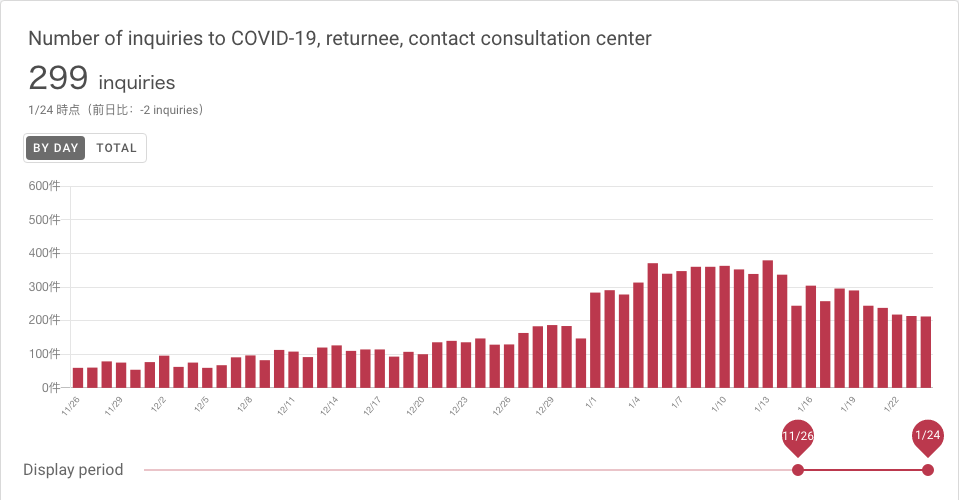 Number of inquiries to COVID-19, returnee, contact consultation center
299 inquiries
1/24 時点（前日比：-2 inquiries）
BY DAY TOTAL
600件
500件
400件
300件
200件
100件
0件
11/26 11/29 12/2 12/5 12/8 12/11 12/14 12/17 12/20 12/23 12/26 12/29 1/1 1/4 1/7 1/10 1/13 1/16 1/19 1/22
11/26 1/24
Display period